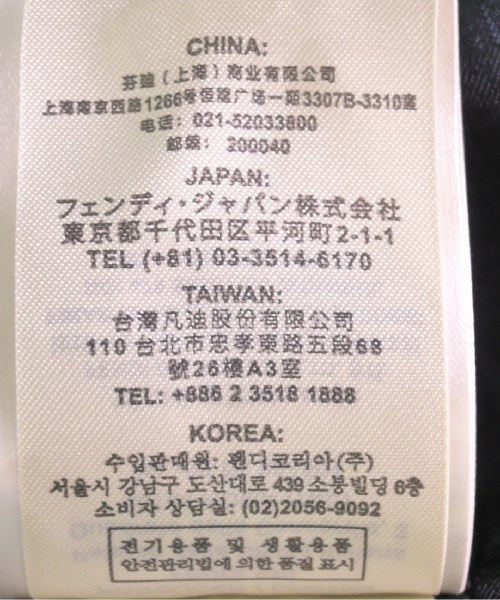 CHINA:
芬迪（上海）商业有限公司
上海南京西路1266号恒隆广场一期3307B-3310室
电话： 021-52033800
邮编： 200040
JAPAN:
フェンディ・ジャパン株式会社
東京都千代田区平河町2-1-1
TEL (+81) 03-3514-6170
TAIWAN:
台灣凡迪股份有限公司
110 台北市忠孝東路五段68
號26樓A3室
TEL: +886 2 3518 1888
KOREA:
수입판매원: 펜디코리아(주)
서울시 강남구 도산대로 439 소봉빌딩 6층
소비자 상담실: (02)2056-9092
전기용품 및 생활용품
안전관리법에 의한 품질 표시